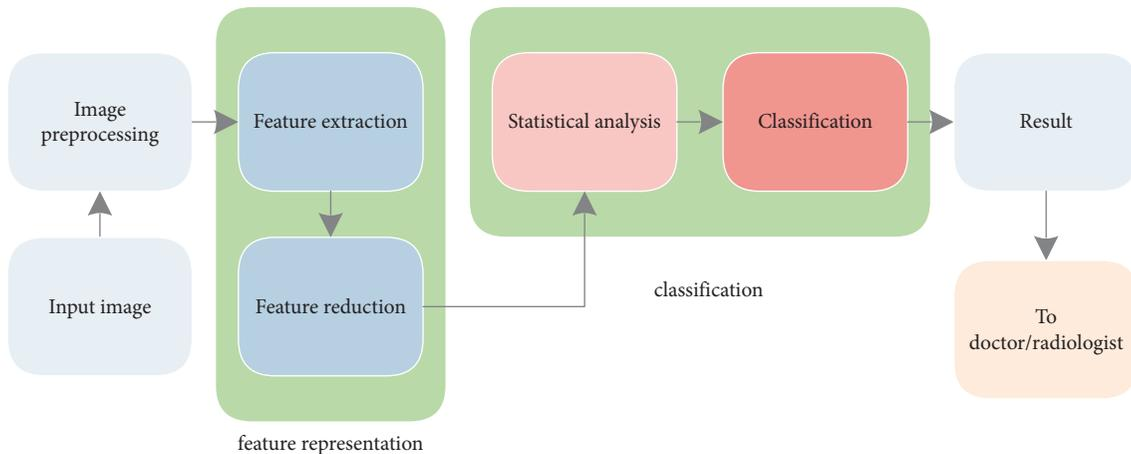 Image
preprocessing
Feature extraction
Statistical analysis
Classification
Result
Input image
Feature reduction
classification
To
doctor/radiologist
feature representation